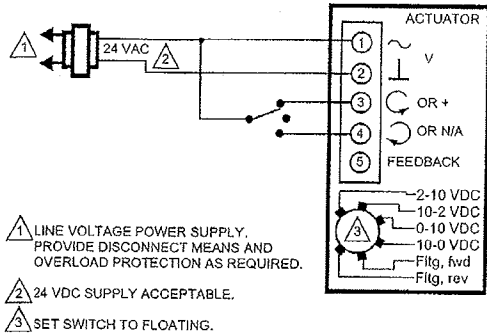 ACTUATOR
1
24 VAC
2
1
2
V
3
OR +
4
OR N/A
5
FEEDBACK
2-10 VDC
10-2 VDC
0-10 VDC
10-0 VDC
Fltg, fwd
Fltg, rev
3
1 LINE VOLTAGE POWER SUPPLY.
PROVIDE DISCONNECT MEANS AND
OVERLOAD PROTECTION AS REQUIRED.
2 24 VDC SUPPLY ACCEPTABLE.
3 SET SWITCH TO FLOATING.